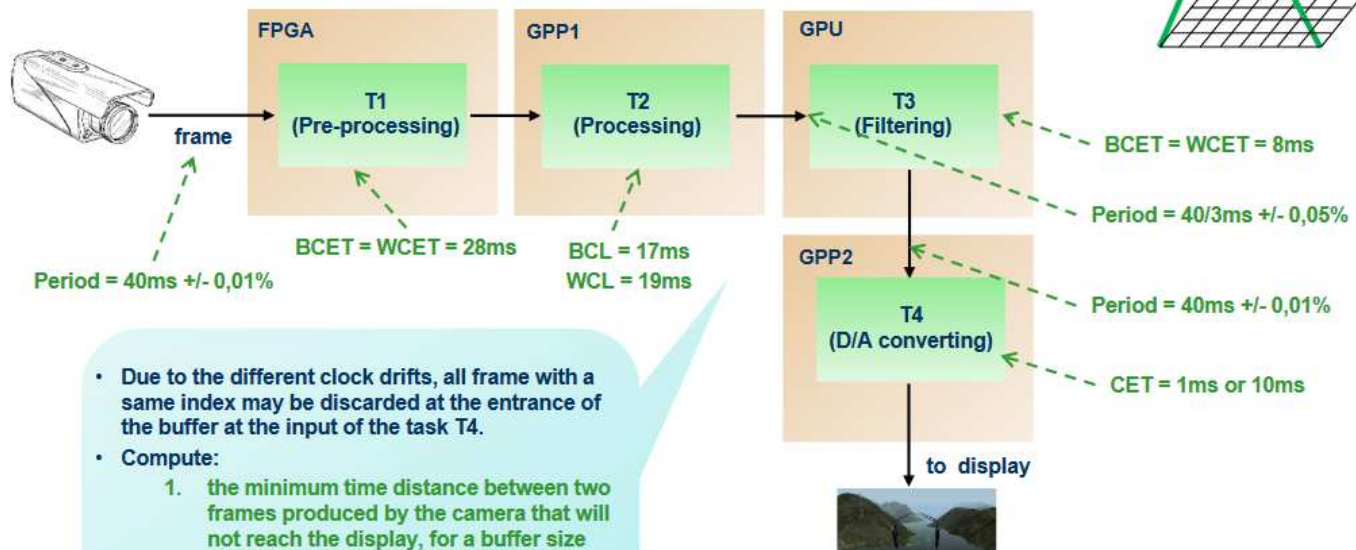 FPGA
GPP1
GPU
T1
(Pre-processing)
T2
(Processing)
T3
(Filtering)
frame
BCET = WCET = 8ms
Period = 40/3ms +/- 0,05%
BCET = WCET = 28ms
BCL = 17ms
WCL = 19ms
Period = 40ms +/- 0,01%
GPP2
T4
(D/A converting)
Period = 40ms +/- 0,01%
CET = 1ms or 10ms
to display
• Due to the different clock drifts, all frame with a
same index may be discarded at the entrance of
the buffer at the input of the task T4.
• Compute:
1. the minimum time distance between two
frames produced by the camera that will
not reach the display, for a buffer size